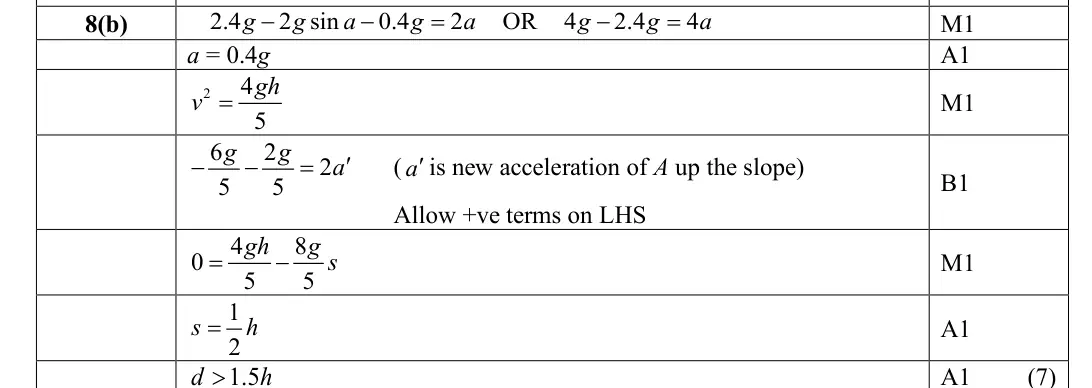 8(b) 2.4g − 2g sin a − 0.4g = 2a OR 4g − 2.4g = 4a M1
a = 0.4g A1
v² = 4gh/5 M1
−6g/5 − 2g/5 = 2a′ (a′ is new acceleration of A up the slope) B1
Allow +ve terms on LHS
0 = 4gh/5 − 8g/5 s M1
s = 1/2 h A1
d > 1.5h A1 (7)